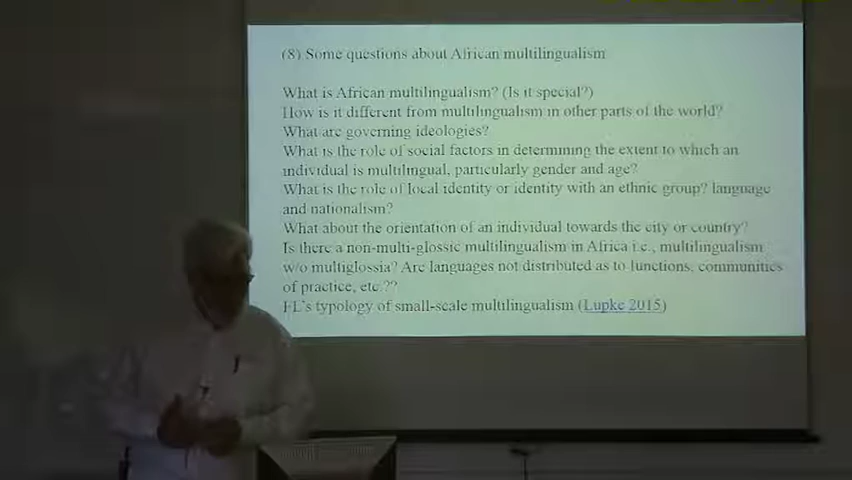 (8) Some questions about African multilingualism
What is African multilingualism? (Is it special?)
How is it different from multilingualism in other parts of the world?
What are governing ideologies?
What is the role of social factors in determining the extent to which an
individual is multilingual, particularly gender and age?
What is the role of local identity or identity with an ethnic group? language
and nationalism?
What about the orientation of an individual towards the city or country?
Is there a non-multi-glossic multilingualism in Africa i.e., multilingualism
w/o multiglossia? Are languages not distributed as to functions, communities
of practice, etc.??
FL's typology of small-scale multilingualism (Lupke 2015)